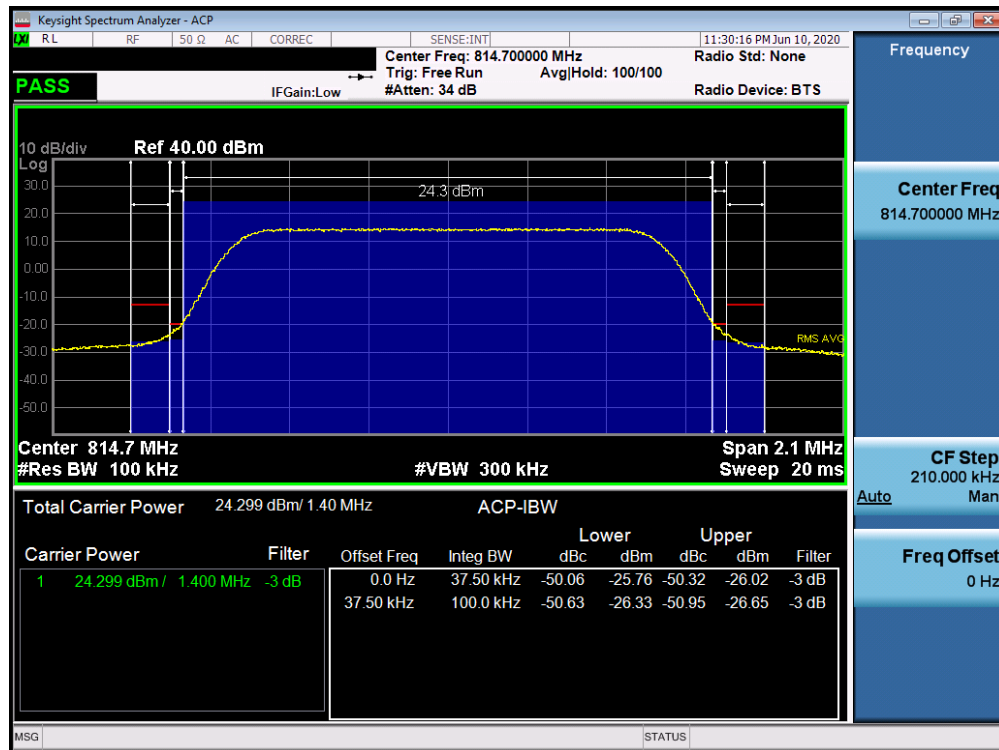 Keysight Spectrum Analyzer - ACP
LXI RL RF 50 Ω AC CORREC SENSE:INT 11:30:16 PM Jun 10, 2020
Center Freq: 814.700000 MHz Radio Std: None
Trig: Free Run Avg|Hold: 100/100
PASS IFGain:Low #Atten: 34 dB Radio Device: BTS
10 dB/div Ref 40.00 dBm
Log
30.0
24.3 dBm
20.0
10.0
0.00
-10.0
-20.0
RMS AVG
-30.0
-40.0
-50.0
Center 814.7 MHz Span 2.1 MHz
#Res BW 100 kHz #VBW 300 kHz Sweep 20 ms
Total Carrier Power 24.299 dBm/ 1.40 MHz ACP-IBW
Lower Upper
Carrier Power Filter Offset Freq Integ BW dBc dBm dBc dBm Filter
1 24.299 dBm / 1.400 MHz -3 dB 0.0 Hz 37.50 kHz -50.06 -25.76 -50.32 -26.02 -3 dB
37.50 kHz 100.0 kHz -50.63 -26.33 -50.95 -26.65 -3 dB
MSG STATUS
Frequency
Center Freq
814.700000 MHz
CF Step
210.000 kHz
Auto Man
Freq Offset
0 Hz